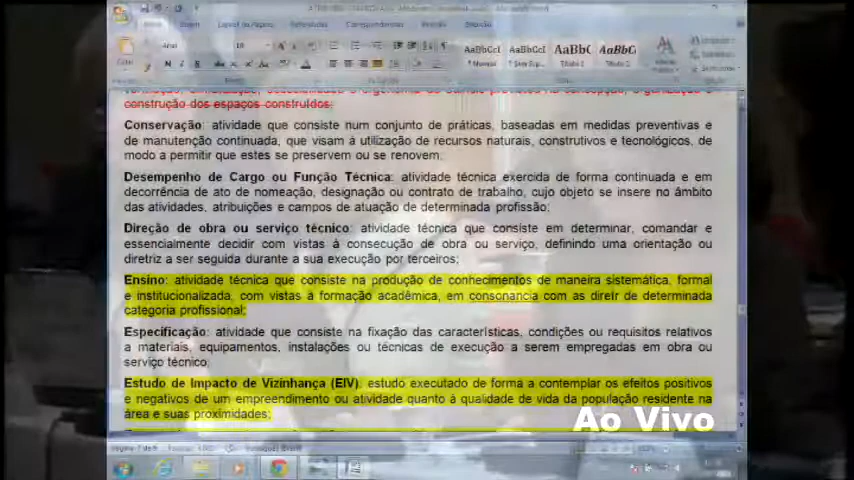 Arial
10
AaBbCcI AaBbCcI AaBbC AaBbC
construção dos espaços construídos;
Conservação: atividade que consiste num conjunto de práticas, baseadas em medidas preventivas e
de manutenção continuada, que visam à utilização de recursos naturais, construtivos e tecnológicos, de
modo a permitir que estes se preservem ou se renovem;
Desempenho de Cargo ou Função Técnica: atividade técnica exercida de forma continuada e em
decorrência de ato de nomeação, designação ou contrato de trabalho, cujo objeto se insere no âmbito
das atividades, atribuições e campos de atuação de determinada profissão;
Direção de obra ou serviço técnico: atividade técnica que consiste em determinar, comandar e
essencialmente decidir com vistas à consecução de obra ou serviço, definindo uma orientação ou
diretriz a ser seguida durante a sua execução por terceiros;
Ensino: atividade técnica que consiste na produção de conhecimentos de maneira sistemática, formal
e institucionalizada, com vistas à formação acadêmica, em consonancia com as diretr de determinada
categoria profissional;
Especificação: atividade que consiste na fixação das características, condições ou requisitos relativos
a materiais, equipamentos, instalações ou técnicas de execução a serem empregadas em obra ou
serviço técnico;
Estudo de Impacto de Vizinhança (EIV): estudo executado de forma a contemplar os efeitos positivos
e negativos de um empreendimento ou atividade quanto à qualidade de vida da população residente na
área e suas proximidades;
Ao Vivo